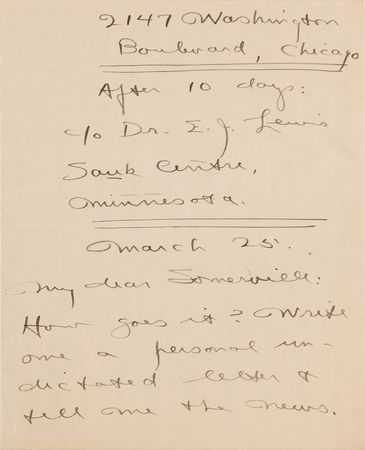 2147 Washington
Boulevard, Chicago
After 10 days:
c/o Dr. E. J. Lewis
Sauk Centre,
Minnesota.
March 25.
My dear Somerville:
How goes it? Write
me a personal un-
dictated letter &
tell me the news.